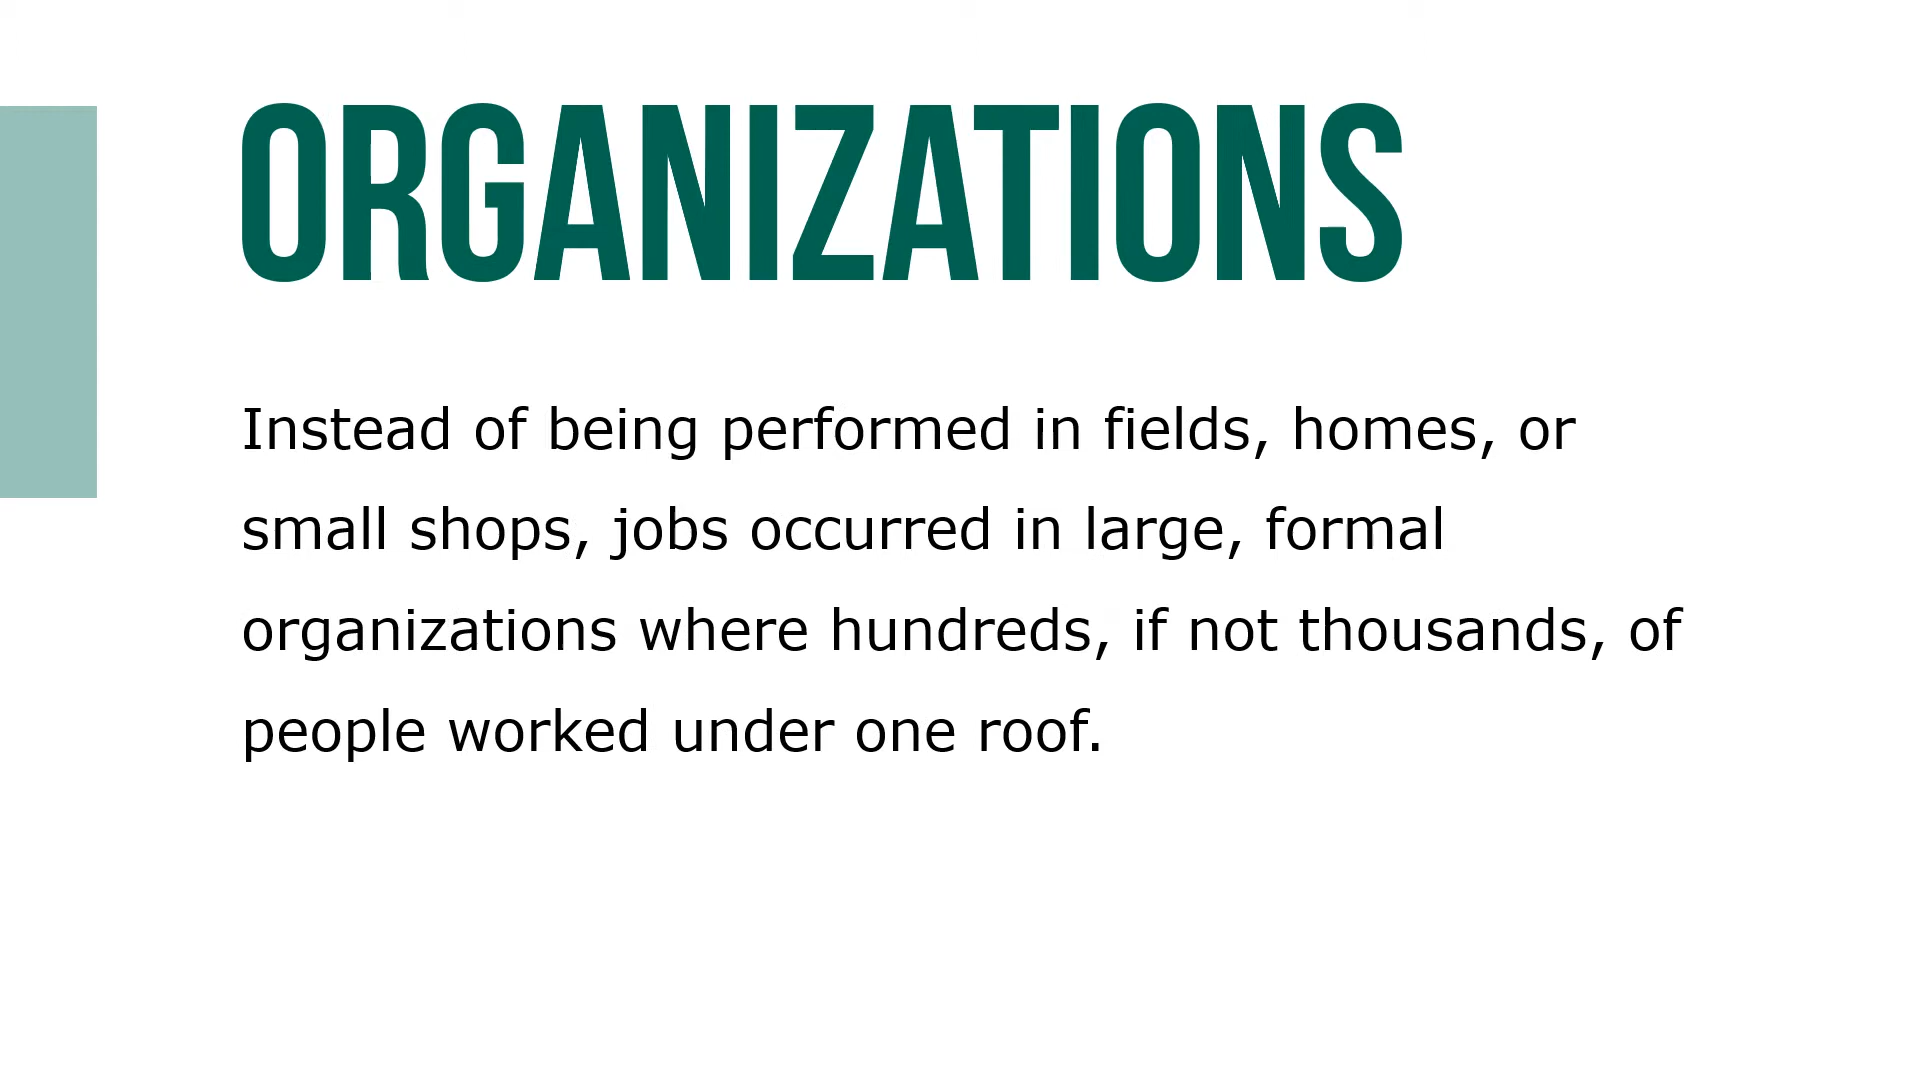 ORGANIZATIONS
Instead of being performed in fields, homes, or
small shops, jobs occurred in large, formal
organizations where hundreds, if not thousands, of
people worked under one roof.